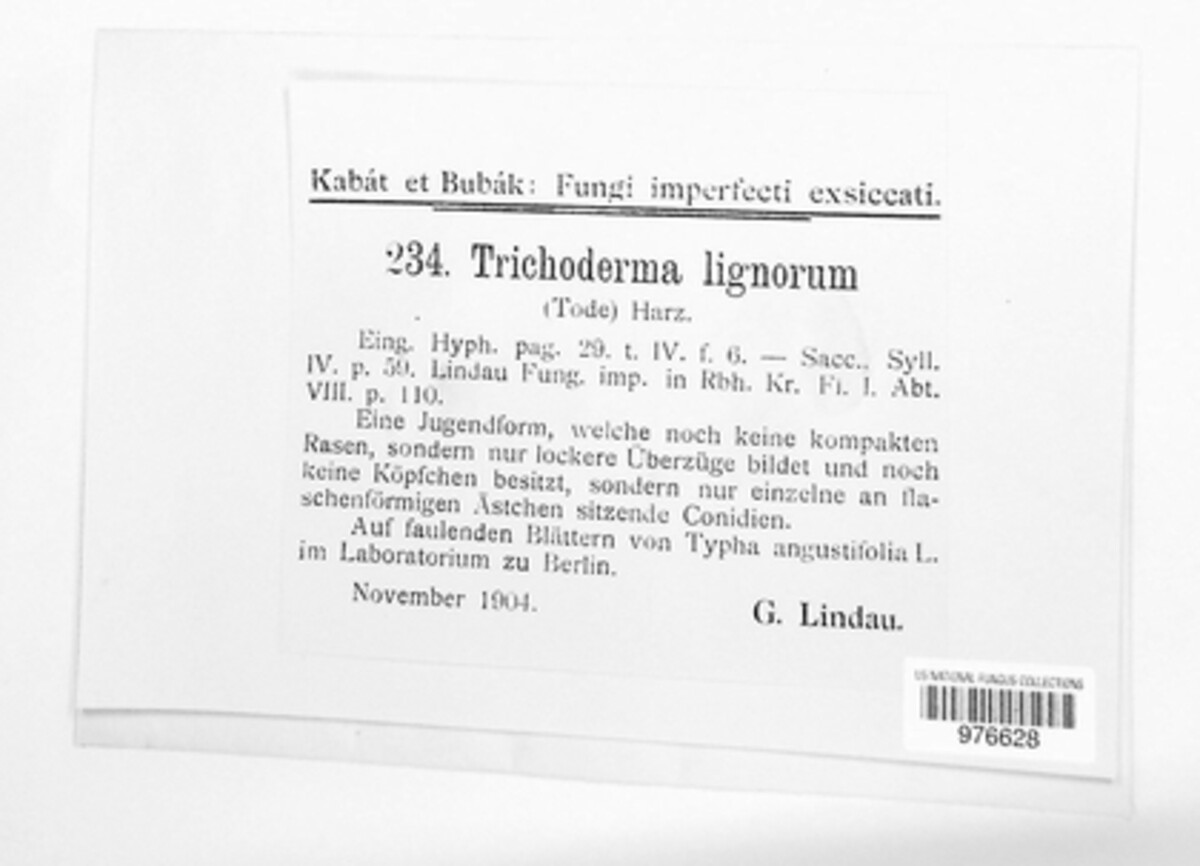 Kabát et Bubák: Fungi imperfecti exsiccati.
234. Trichoderma lignorum
(Tode) Harz.
Eing. Hyph. pag. 29. t. IV. f. 6. — Sacc., Syll.
IV. p. 59. Lindau Fung. imp. in Rbh. Kr. Fl. I. Abt.
VIII. p. 110.
Eine Jugendform, welche noch keine kompakten
Rasen, sondern nur lockere Überzüge bildet und noch
keine Köpfchen besitzt, sondern nur einzelne an fla-
schenförmigen Ästchen sitzende Conidien.
Auf faulenden Blättern von Typha angustifolia L.
im Laboratorium zu Berlin.
November 1904.
G. Lindau.
US NATIONAL FUNGUS COLLECTIONS
976628